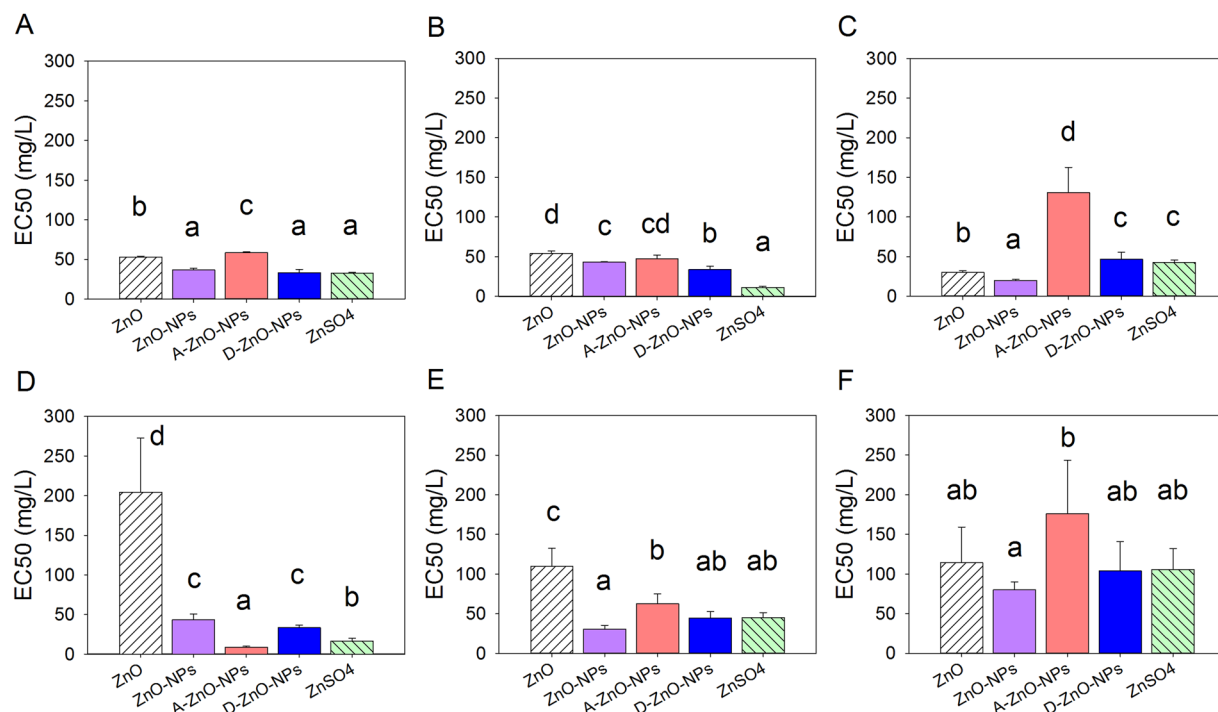 A
EC50 (mg/L)
300
250
200
150
100
50
0
b
a
c
a
a
ZnO
ZnO-NPs
A-ZnO-NPs
D-ZnO-NPs
ZnSO4
B
EC50 (mg/L)
300
250
200
150
100
50
0
d
c
cd
b
a
ZnO
ZnO-NPs
A-ZnO-NPs
D-ZnO-NPs
ZnSO4
C
EC50 (mg/L)
300
250
200
150
100
50
0
b
a
d
c
c
ZnO
ZnO-NPs
A-ZnO-NPs
D-ZnO-NPs
ZnSO4
D
EC50 (mg/L)
300
250
200
150
100
50
0
d
c
a
c
b
ZnO
ZnO-NPs
A-ZnO-NPs
D-ZnO-NPs
ZnSO4
E
EC50 (mg/L)
300
250
200
150
100
50
0
c
a
b
ab
ab
ZnO
ZnO-NPs
A-ZnO-NPs
D-ZnO-NPs
ZnSO4
F
EC50 (mg/L)
300
250
200
150
100
50
0
ab
a
b
ab
ab
ZnO
ZnO-NPs
A-ZnO-NPs
D-ZnO-NPs
ZnSO4